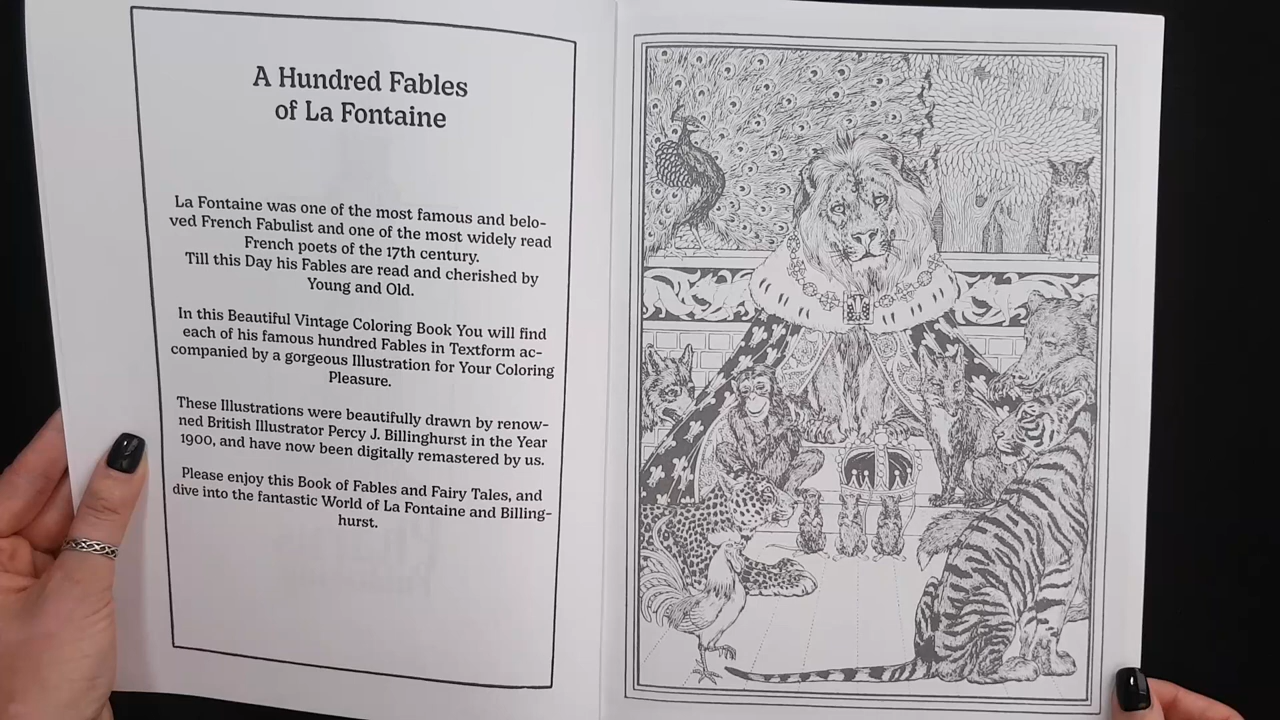 A Hundred Fables
of La Fontaine
La Fontaine was one of the most famous and belo-
ved French Fabulist and one of the most widely read
French poets of the 17th century.
Till this Day his Fables are read and cherished by
Young and Old.
In this Beautiful Vintage Coloring Book You will find
each of his famous hundred Fables in Textform ac-
companied by a gorgeous Illustration for Your Coloring
Pleasure.
These Illustrations were beautifully drawn by renow-
ned British Illustrator Percy J. Billinghurst in the Year
1900, and have now been digitally remastered by us.
Please enjoy this Book of Fables and Fairy Tales, and
dive into the fantastic World of La Fontaine and Billing-
hurst.